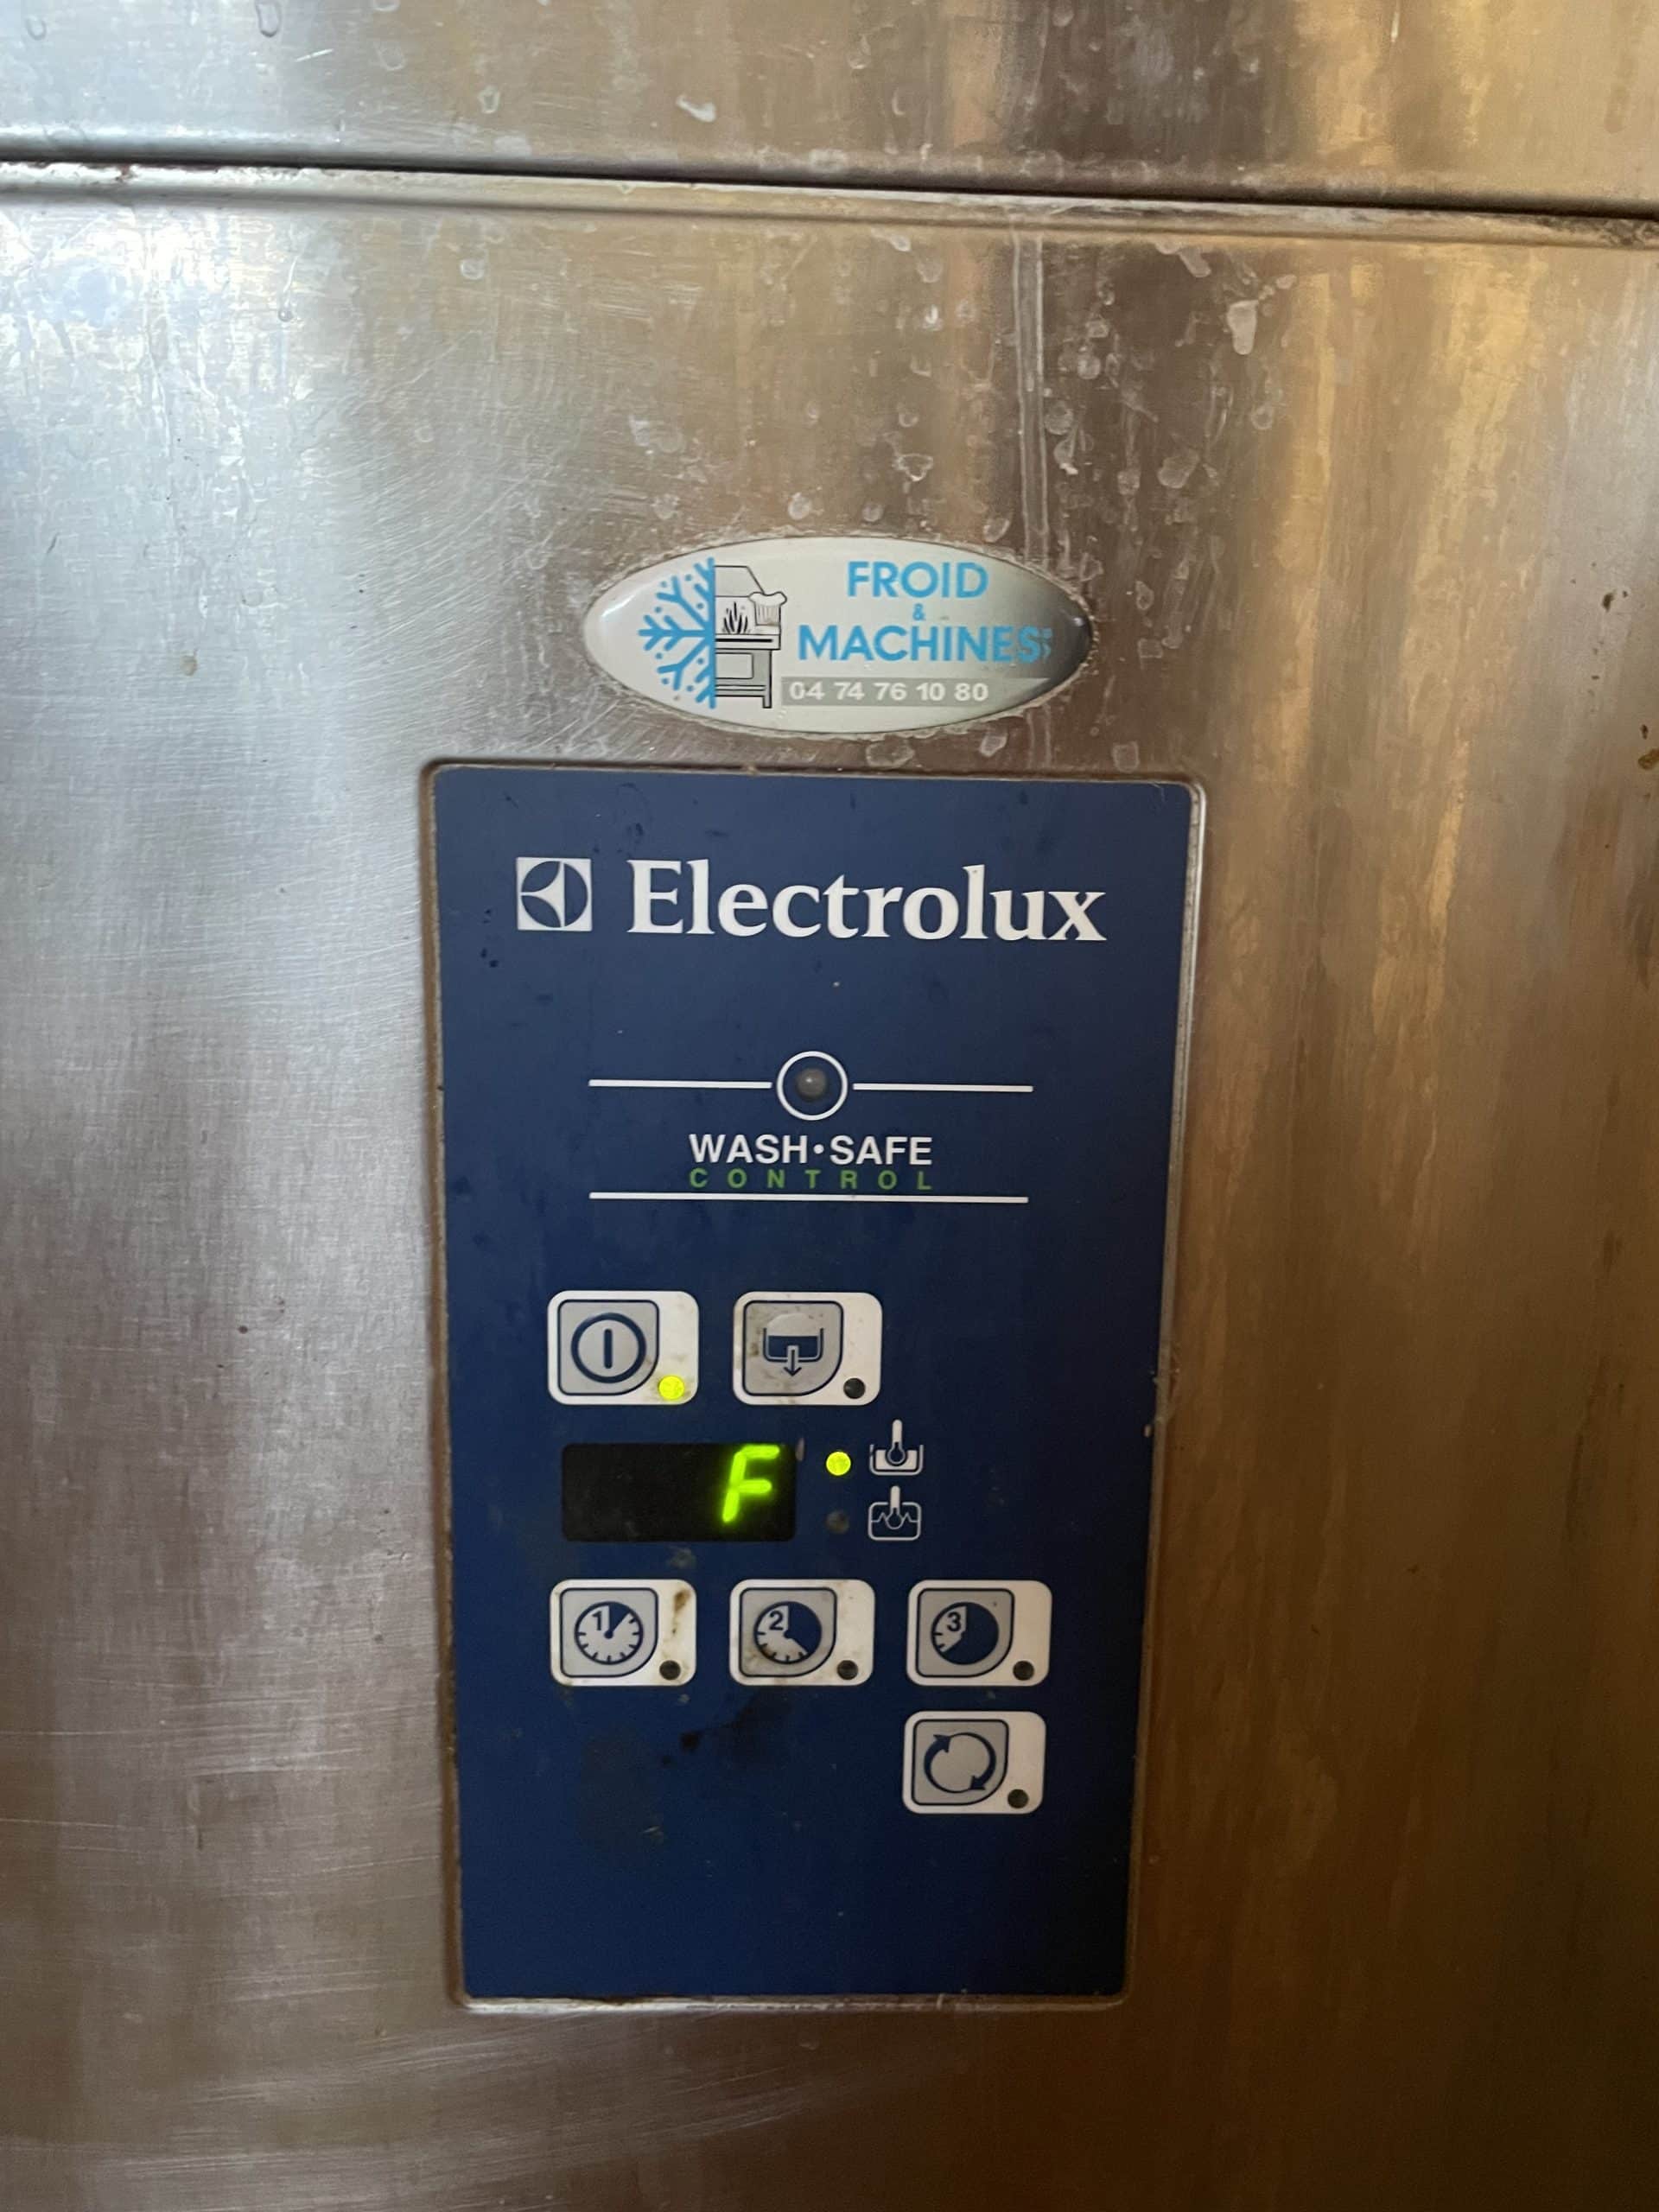 FROID
&
MACHINES
04 74 76 10 80
Electrolux
WASH•SAFE
CONTROL
F
1
2
3